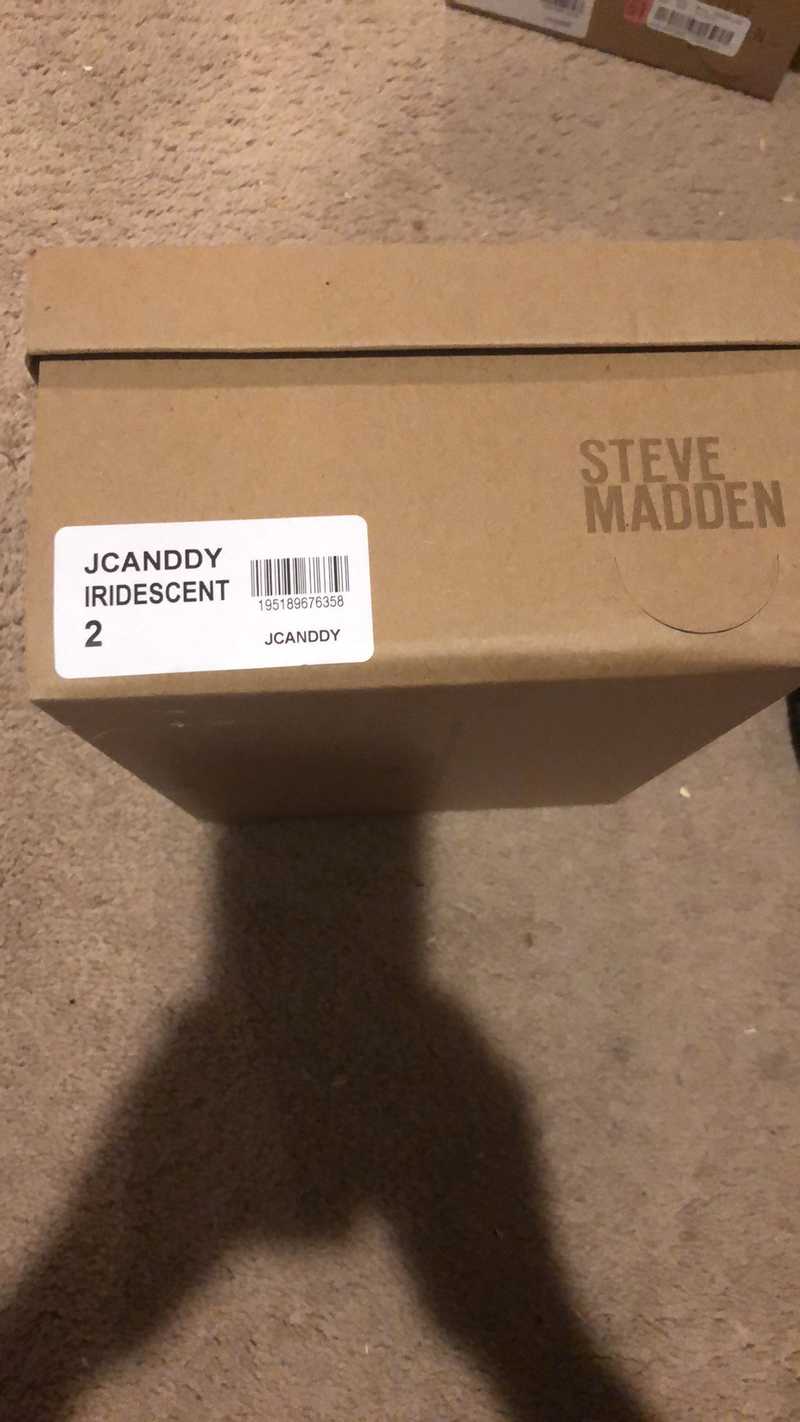 STEVE
MADDEN
JCANDDY
IRIDESCENT
2
195189676358
JCANDDY